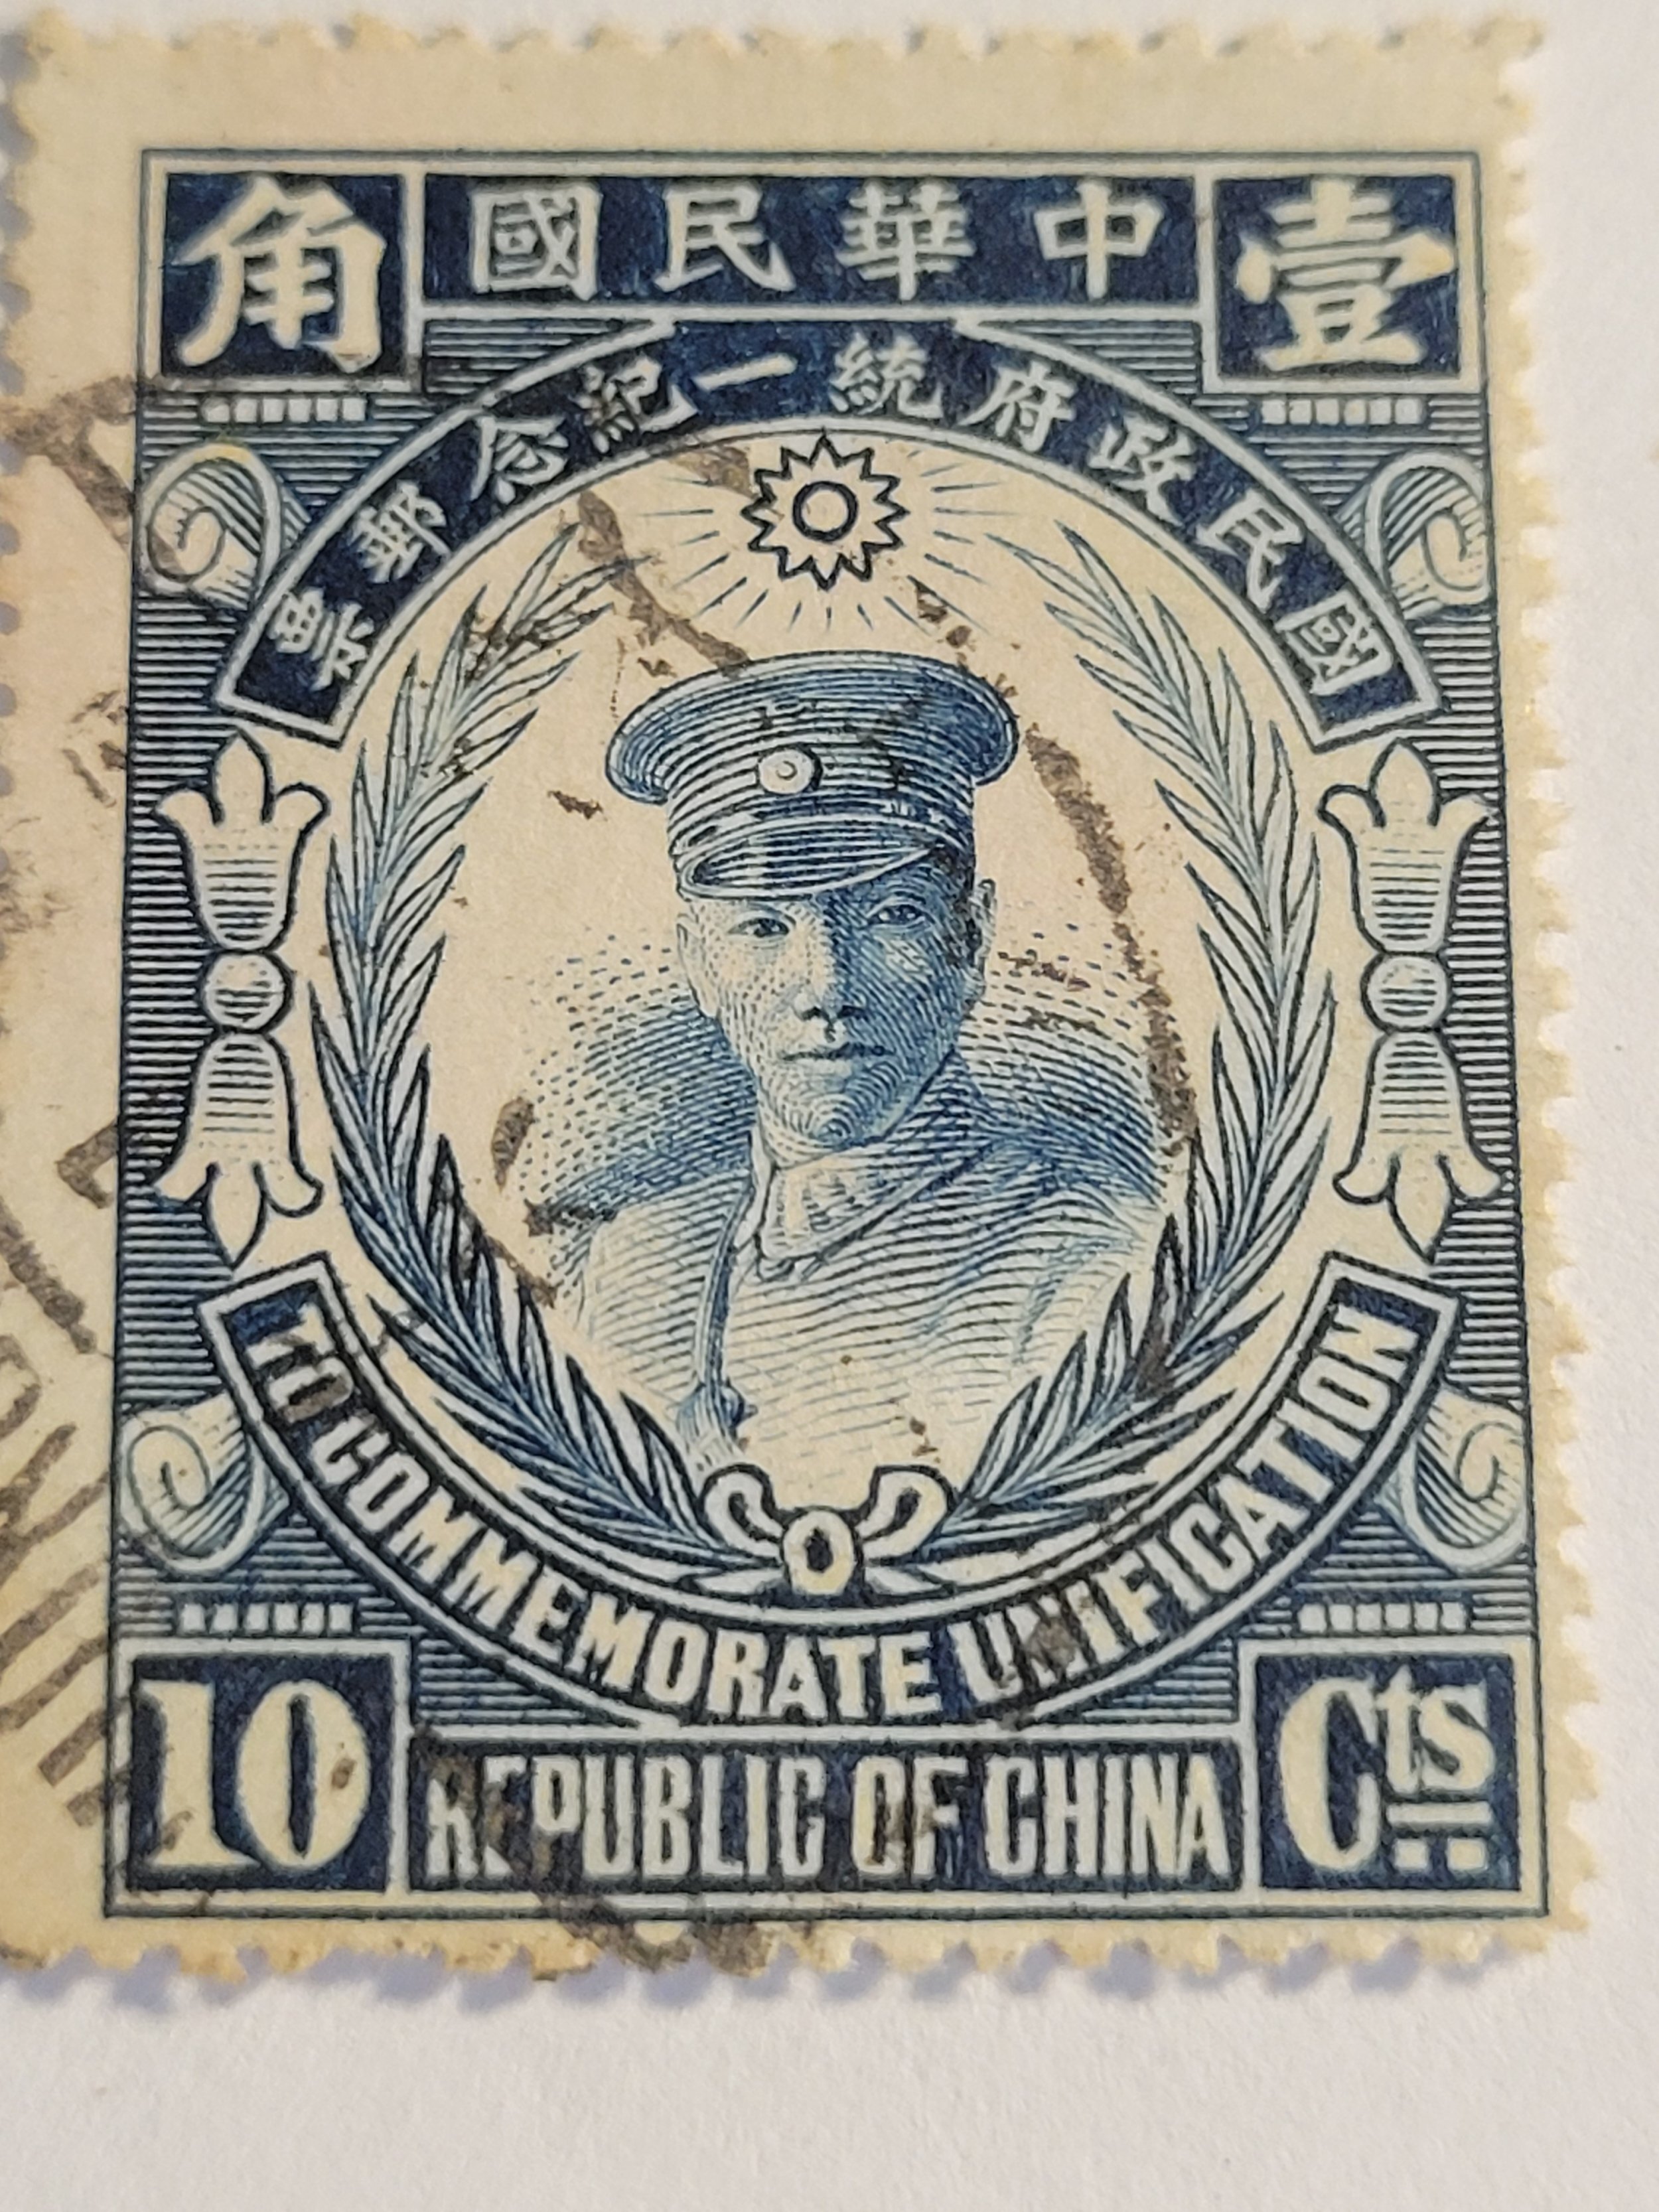 中華民國
壹角
國民政府統一紀念郵票
TO COMMEMORATE UNIFICATION
10 Cts
REPUBLIC OF CHINA